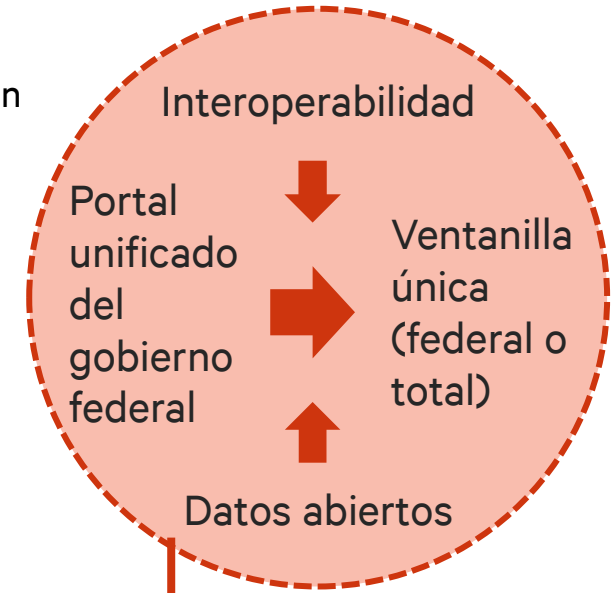 n
Interoperabilidad
Portal
unificado
del
gobierno
federal
Ventanilla
única
(federal o
total)
Datos abiertos